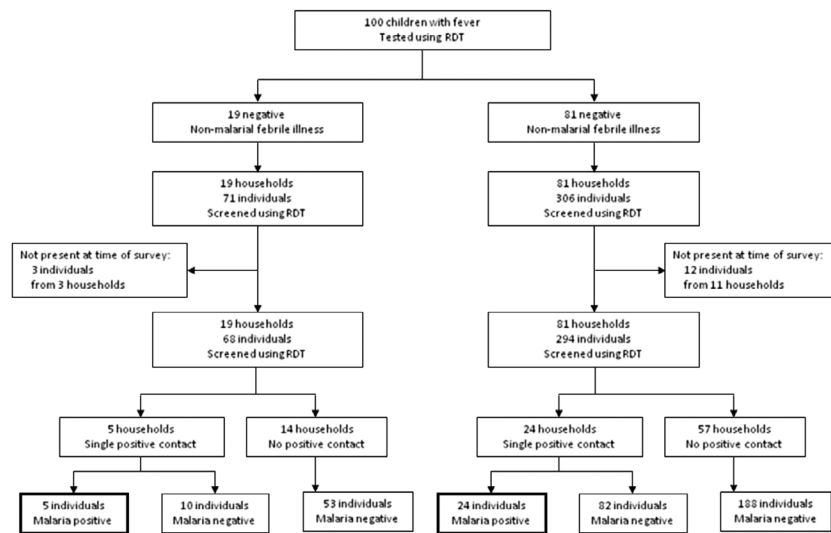 100 children with fever
Tested using RDT
19 negative
Non-malarial febrile illness
81 negative
Non-malarial febrile illness
19 households
71 individuals
Screened using RDT
81 households
306 individuals
Screened using RDT
Not present at time of survey:
3 individuals
from 3 households
Not present at time of survey:
12 individuals
from 11 households
19 households
68 individuals
Screened using RDT
81 households
294 individuals
Screened using RDT
5 households
Single positive contact
14 households
No positive contact
24 households
Single positive contact
57 households
No positive contact
5 individuals
Malaria positive
10 individuals
Malaria negative
53 individuals
Malaria negative
24 individuals
Malaria positive
82 individuals
Malaria negative
188 individuals
Malaria negative